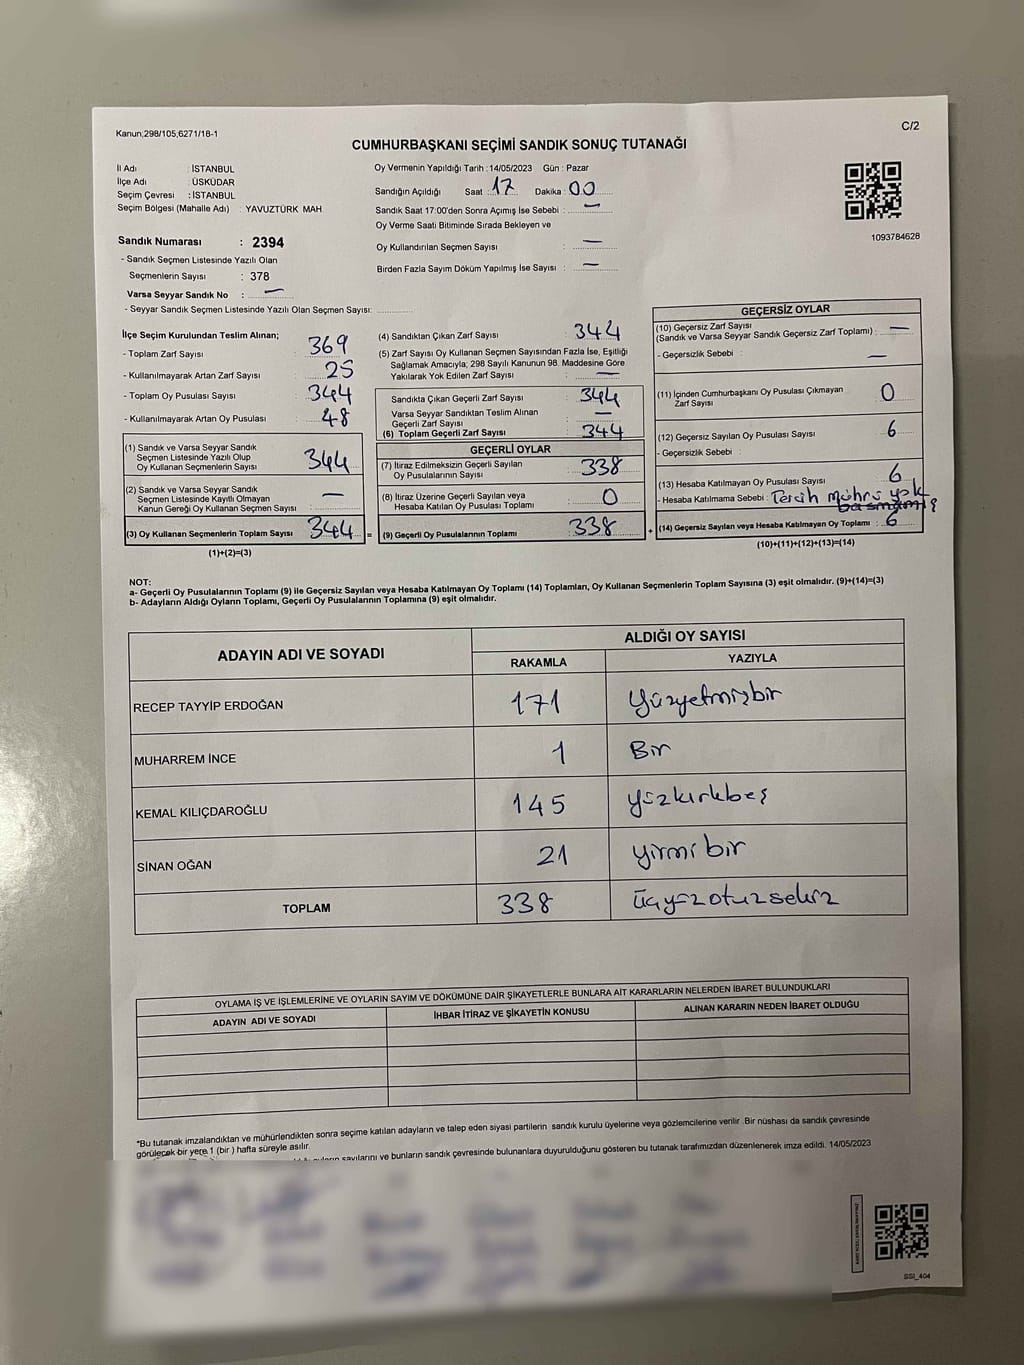 Kanun;298/105,6271/18-1
C/2
CUMHURBAŞKANI SEÇİMİ SANDIK SONUÇ TUTANAĞI
İl Adı : İSTANBUL
İlçe Adı : ÜSKÜDAR
Seçim Çevresi : İSTANBUL
Seçim Bölgesi (Mahalle Adı) : YAVUZTÜRK MAH.
Sandık Numarası : 2394
- Sandık Seçmen Listesinde Yazılı Olan
Seçmenlerin Sayısı : 378
Varsa Seyyar Sandık No : —
- Seyyar Sandık Seçmen Listesinde Yazılı Olan Seçmen Sayısı:
Oy Vermenin Yapıldığı Tarih : 14/05/2023 Gün : Pazar
Sandığın Açıldığı Saat : 17 Dakika : 00
Sandık Saat 17:00'den Sonra Açımış İse Sebebi : —
Oy Verme Saati Bitiminde Sırada Bekleyen ve
Oy Kullandırılan Seçmen Sayısı : —
Birden Fazla Sayım Döküm Yapılmış İse Sayısı : —
1093784628
İlçe Seçim Kurulundan Teslim Alınan;
- Toplam Zarf Sayısı : 369
- Kullanılmayarak Artan Zarf Sayısı : 25
- Toplam Oy Pusulası Sayısı : 344
- Kullanılmayarak Artan Oy Pusulası : 48
(1) Sandık ve Varsa Seyyar Sandık
Seçmen Listesinde Yazılı Olup
Oy Kullanan Seçmenlerin Sayısı : 344
(2) Sandık ve Varsa Seyyar Sandık
Seçmen Listesinde Kayıtlı Olmayan
Kanun Gereği Oy Kullanan Seçmen Sayısı : —
(3) Oy Kullanan Seçmenlerin Toplam Sayısı : 344 =
(1)+(2)=(3)
(4) Sandıktan Çıkan Zarf Sayısı : 344
(5) Zarf Sayısı Oy Kullanan Seçmen Sayısından Fazla İse, Eşitliği
Sağlamak Amacıyla; 298 Sayılı Kanunun 98. Maddesine Göre
Yakılarak Yok Edilen Zarf Sayısı : —
Sandıkta Çıkan Geçerli Zarf Sayısı : 344
Varsa Seyyar Sandıktan Teslim Alınan
Geçerli Zarf Sayısı : —
(6) Toplam Geçerli Zarf Sayısı : 344
GEÇERLİ OYLAR
(7) İtiraz Edilmeksizin Geçerli Sayılan
Oy Pusulalarının Sayısı : 338
(8) İtiraz Üzerine Geçerli Sayılan veya
Hesaba Katılan Oy Pusulası Toplamı : 0
(9) Geçerli Oy Pusulalarının Toplamı : 338 +
GEÇERSİZ OYLAR
(10) Geçersiz Zarf Sayısı
(Sandık ve Varsa Seyyar Sandık Geçersiz Zarf Toplamı) : —
- Geçersizlik Sebebi : —
(11) İçinden Cumhurbaşkanı Oy Pusulası Çıkmayan
Zarf Sayısı : 0
(12) Geçersiz Sayılan Oy Pusulası Sayısı : 6
- Geçersizlik Sebebi :
(13) Hesaba Katılmayan Oy Pusulası Sayısı : 6
- Hesaba Katılmama Sebebi : Tercih mührü yok
basmamış
(14) Geçersiz Sayılan veya Hesaba Katılmayan Oy Toplamı : 6
(10)+(11)+(12)+(13)=(14)
NOT:
a- Geçerli Oy Pusulalarının Toplamı (9) ile Geçersiz Sayılan veya Hesaba Katılmayan Oy Toplamı (14) Toplamları, Oy Kullanan Seçmenlerin Toplam Sayısına (3) eşit olmalıdır. (9)+(14)=(3)
b- Adayların Aldığı Oyların Toplamı, Geçerli Oy Pusulalarının Toplamına (9) eşit olmalıdır.
ADAYIN ADI VE SOYADI
ALDIĞI OY SAYISI
RAKAMLA YAZIYLA
RECEP TAYYİP ERDOĞAN 171 Yüzyetmişbir
MUHARREM İNCE 1 Bir
KEMAL KILIÇDAROĞLU 145 yüzkırkbeş
SİNAN OĞAN 21 yirmi bir
TOPLAM 338 üçyüzotuzsekiz
OYLAMA İŞ VE İŞLEMLERİNE VE OYLARIN SAYIM VE DÖKÜMÜNE DAİR ŞİKAYETLERLE BUNLARA AİT KARARLARIN NELERDEN İBARET BULUNDUKLARI
ADAYIN ADI VE SOYADI İHBAR İTİRAZ VE ŞİKAYETİN KONUSU ALINAN KARARIN NEDEN İBARET OLDUĞU
*Bu tutanak imzalandıktan ve mühürlendikten sonra seçime katılan adayların ve talep eden siyasi partilerin sandık kurulu üyelerine veya gözlemcilerine verilir. Bir nüshası da sandık çevresinde
görülecek bir yere 1 (bir ) hafta süreyle asılır.
sayılarını ve bunların sandık çevresinde bulunanlara duyurulduğunu gösteren bu tutanak tarafımızdan düzenlenerek imza edildi. 14/05/2023
SSI_404